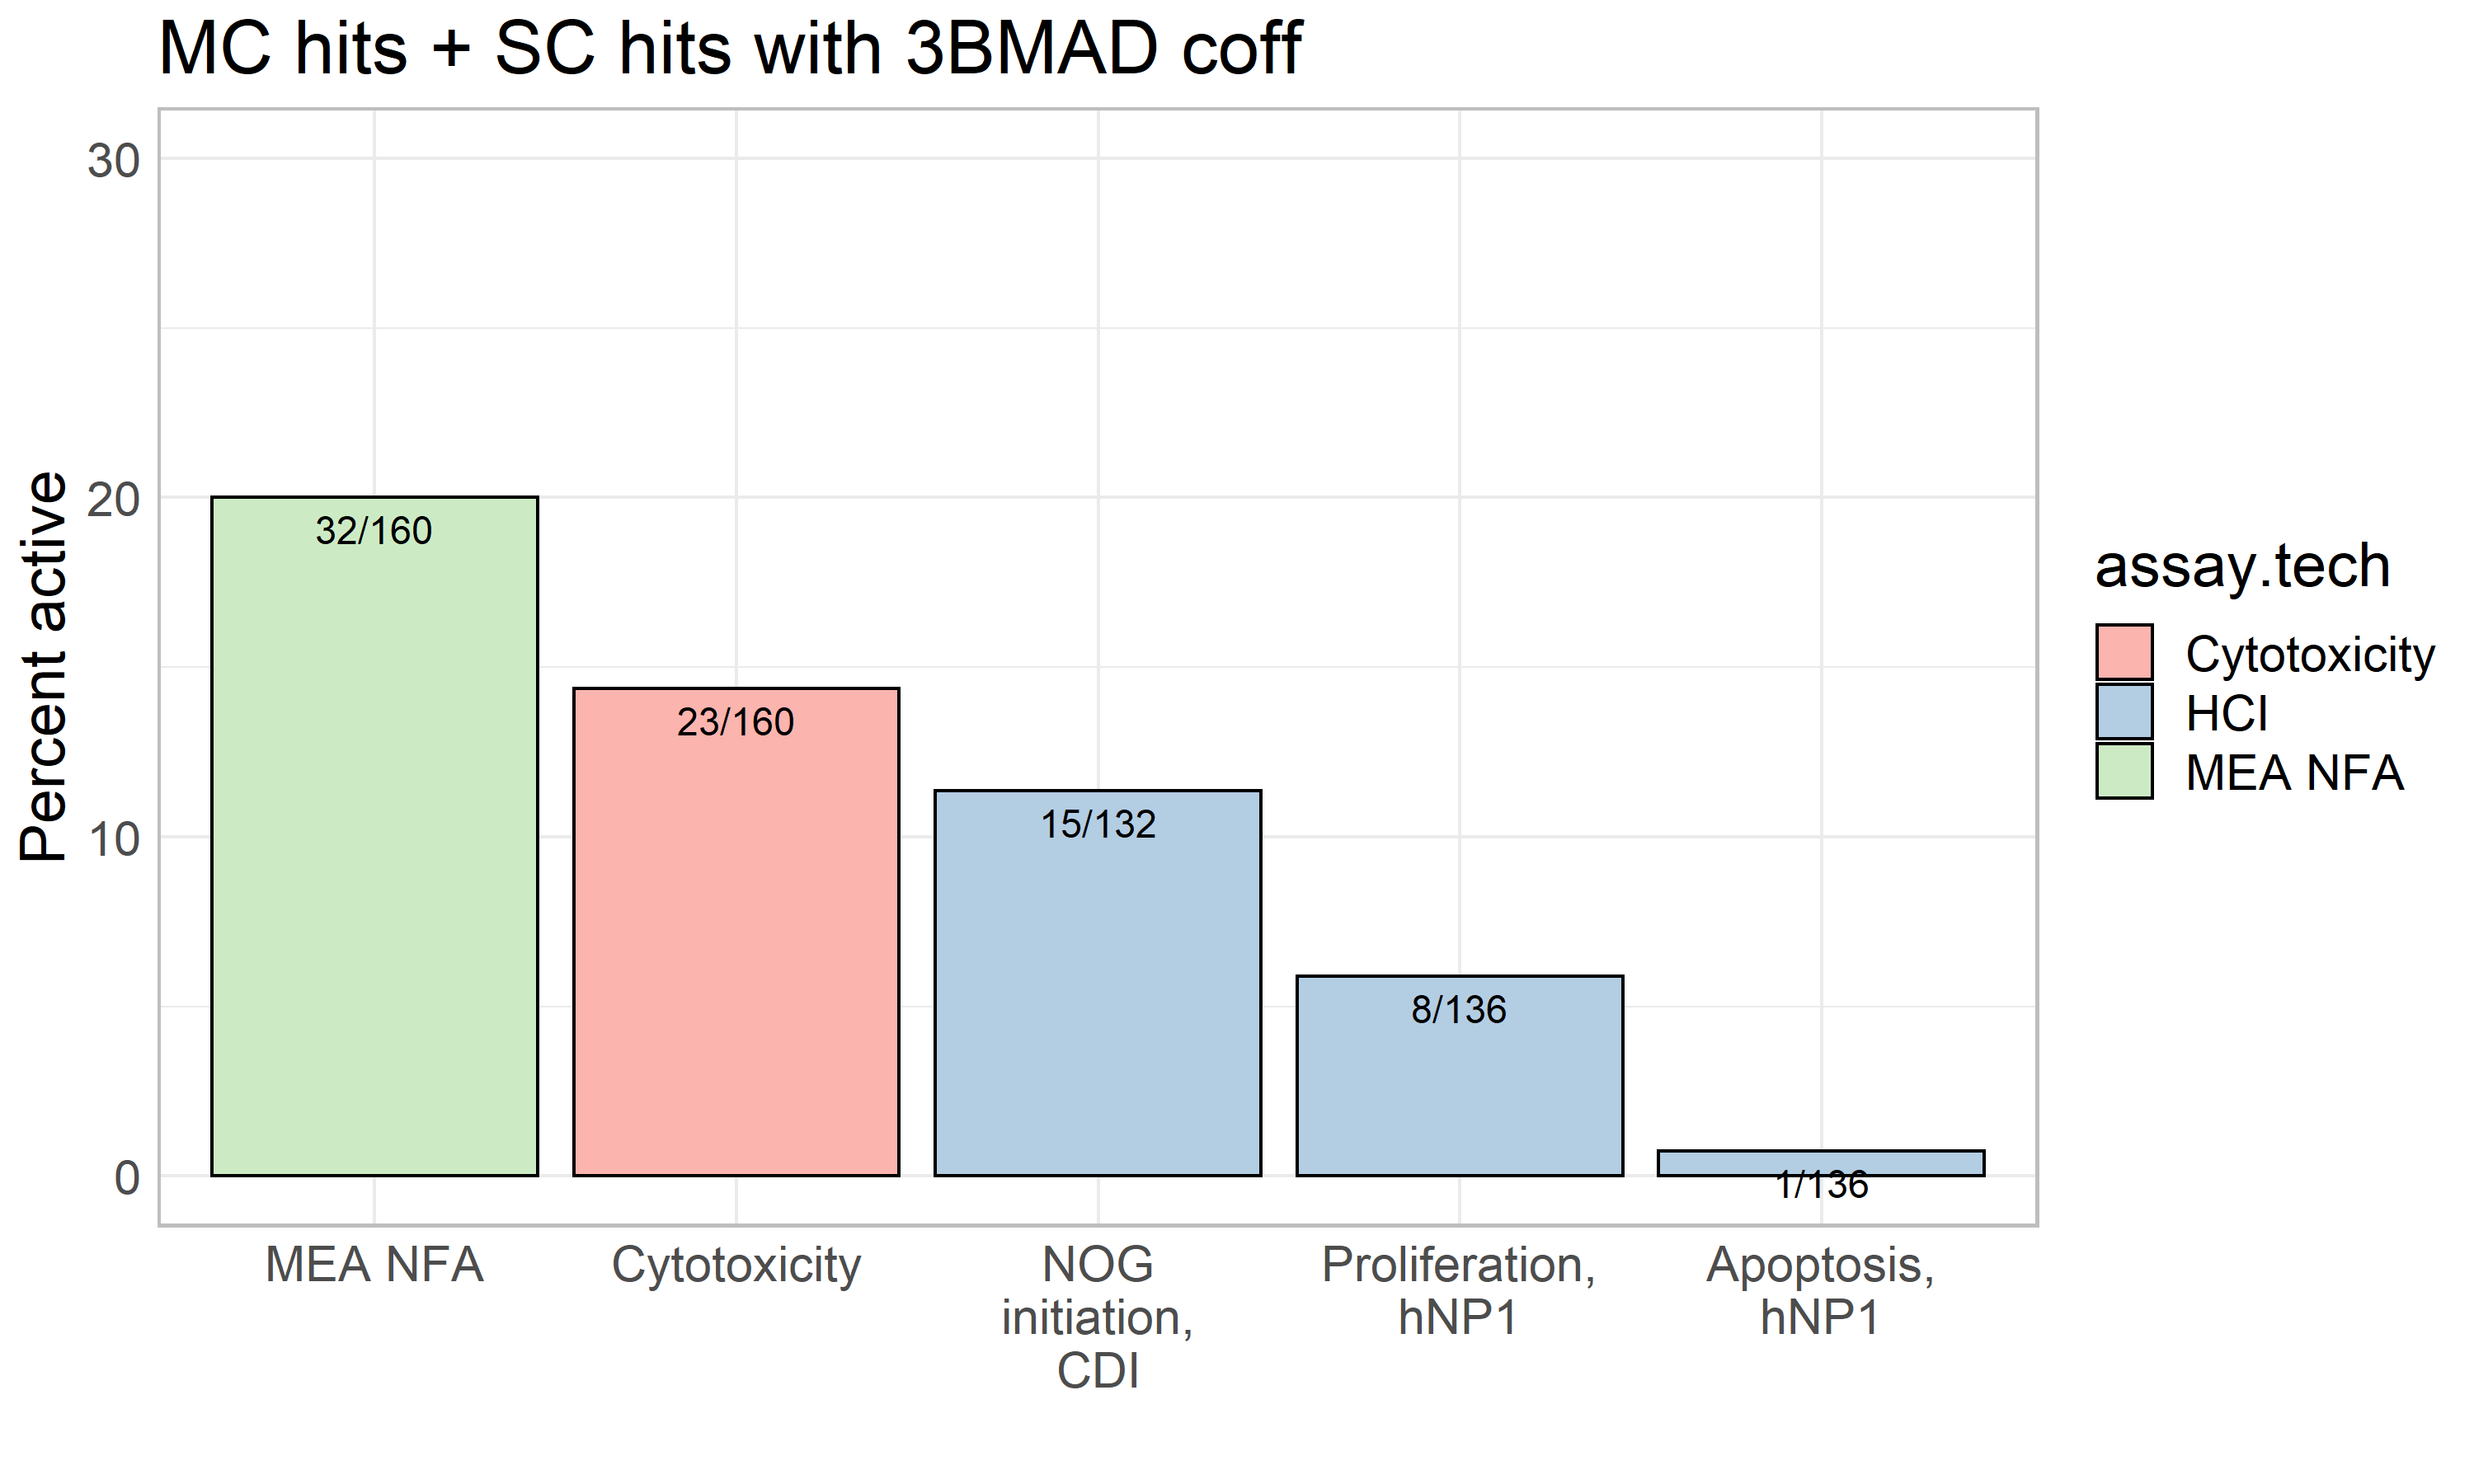 MC hits + SC hits with 3BMAD coff
Percent active
30
20
10
0
32/160
23/160
15/132
8/136
1/136
MEA NFA
Cytotoxicity
NOG
initiation,
CDI
Proliferation,
hNP1
Apoptosis,
hNP1
assay.tech
Cytotoxicity
HCI
MEA NFA